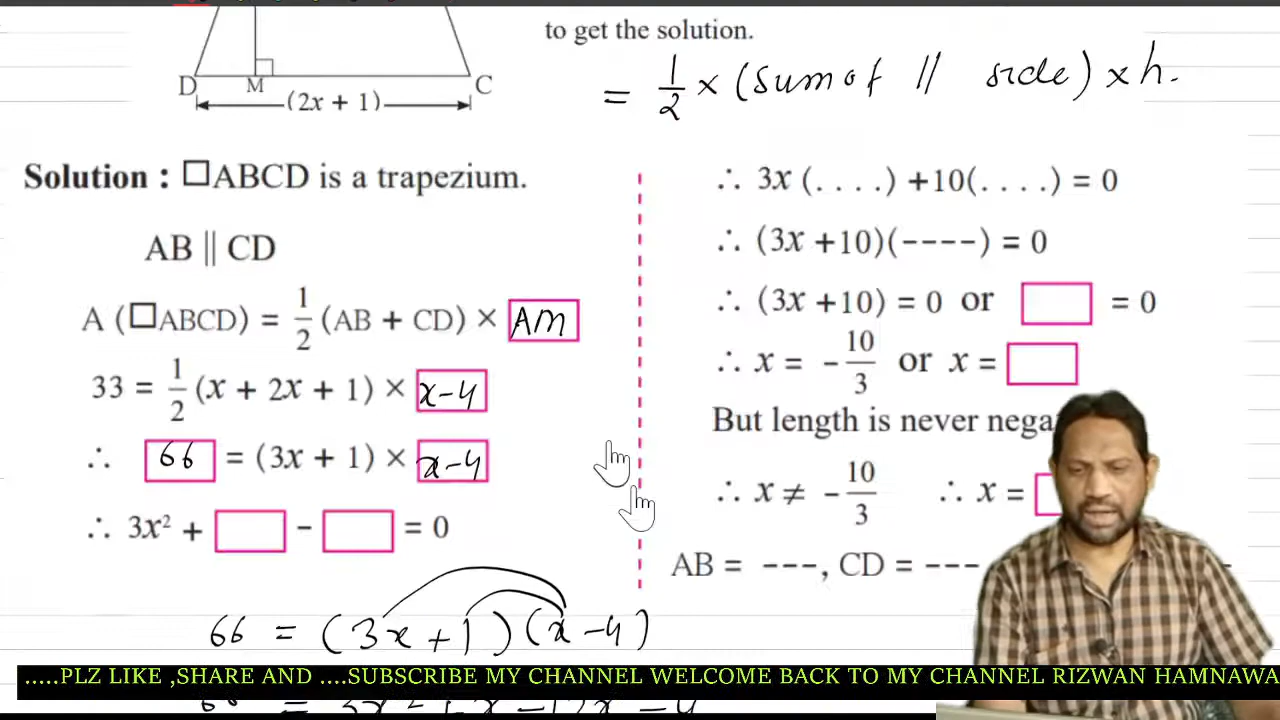 to get the solution.
= 1/2 × (Sum of // side) × h.
D M C
(2x + 1)
Solution : □ABCD is a trapezium.
AB || CD
A (□ABCD) = 1/2 (AB + CD) × AM
33 = 1/2 (x + 2x + 1) × x-4
∴ 66 = (3x + 1) × x-4
∴ 3x² + □ - □ = 0
∴ 3x (. . . .) +10(. . . .) = 0
∴ (3x +10)(----) = 0
∴ (3x +10) = 0 or □ = 0
∴ x = - 10/3 or x = □
But length is never nega
∴ x ≠ - 10/3 ∴ x =
AB = ---, CD = ---
66 = (3x + 1)(x - 4)
.....PLZ LIKE ,SHARE AND ....SUBSCRIBE MY CHANNEL WELCOME BACK TO MY CHANNEL RIZWAN HAMNAWA